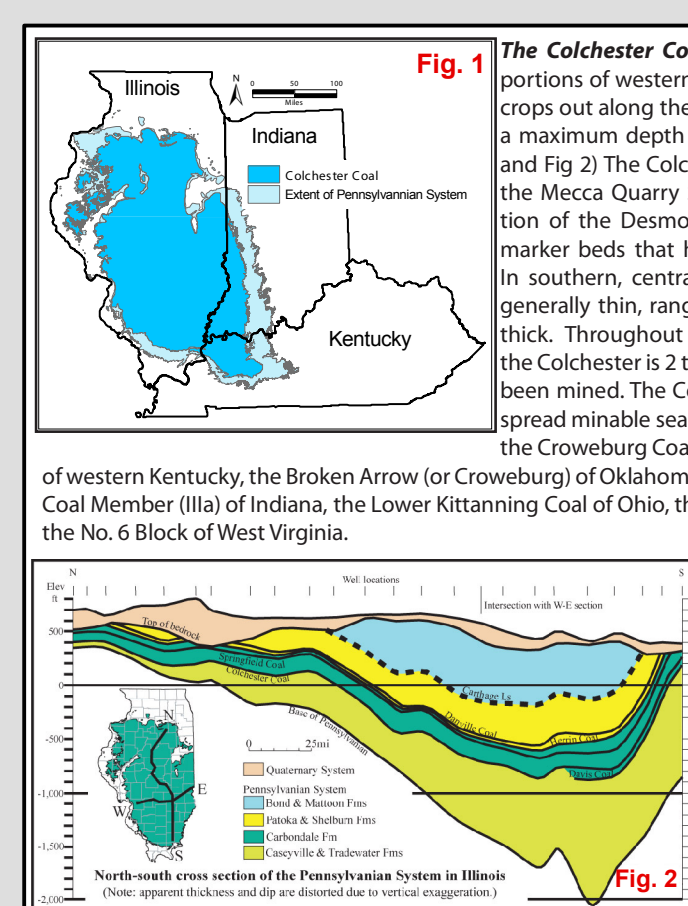 Fig. 1
Illinois
N
0 50 100
Miles
Indiana
Colchester Coal
Extent of Pennsylvannian System
Kentucky
The Colchester Co
portions of western
crops out along the
a maximum depth
and Fig 2) The Colc
the Mecca Quarry
tion of the Desmo
marker beds that h
In southern, centra
generally thin, rang
thick. Throughout
the Colchester is 2 t
been mined. The Co
spread minable sea
the Croweburg Coa
of western Kentucky, the Broken Arrow (or Croweburg) of Oklahom
Coal Member (IIIa) of Indiana, the Lower Kittanning Coal of Ohio, th
the No. 6 Block of West Virginia.
N
S
Elev
ft
Well locations
Intersection with W-E section
500
0
-500
-1,000
-1,500
-2,000
Top of bedrock
Springfield Coal
Colchester Coal
Base of Pennsylvanian
Carthage Ls
Danville Coal
Herrin Coal
Davis Coal
N
E
W
S
0 25mi
Quaternary System
Pennsylvanian System
Bond & Mattoon Fms
Patoka & Shelburn Fms
Carbondale Fm
Caseyville & Tradewater Fms
North-south cross section of the Pennsylvanian System in Illinois
(Note: apparent thickness and dip are distorted due to vertical exaggeration.)
Fig. 2